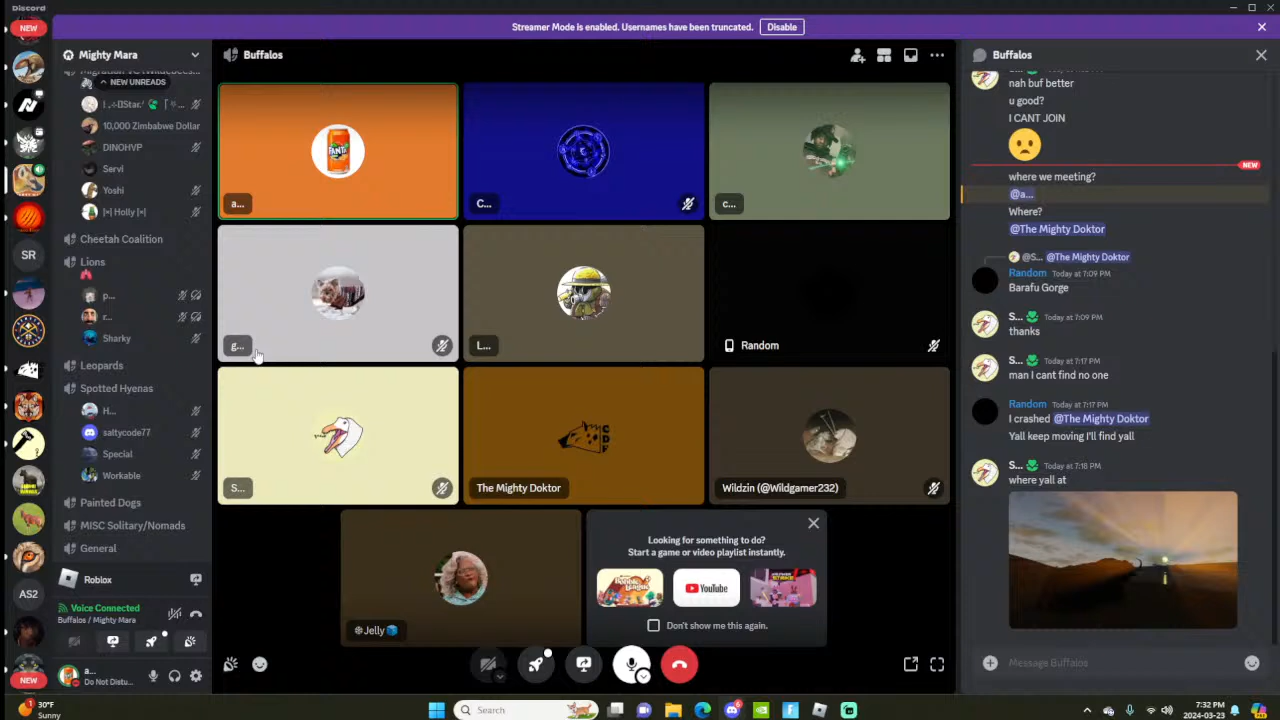 Discord
Streamer Mode is enabled. Usernames have been truncated.
Disable
NEW
SR
AS2
NEW
Mighty Mara
NEW UNREADS
10,000 Zimbabwe Dollar
DINOHVP
Servi
Yoshi
|×| Holly |×|
Cheetah Coalition
Lions
p...
r...
Sharky
Leopards
Spotted Hyenas
H...
saltycode77
Special
Workable
Painted Dogs
MISC Solitary/Nomads
General
Roblox
Voice Connected
Buffalos / Mighty Mara
a...
Do Not Distu...
Buffalos
FANTA
a...
C...
c...
g...
L...
Random
S...
CDF
The Mighty Doktor
Wildzin (@Wildgamer232)
❄Jelly
Looking for something to do?
Start a game or video playlist instantly.
YouTube
Don't show me this again.
Buffalos
nah buf better
u good?
I CANT JOIN
NEW
where we meeting?
@a...
Where?
@The Mighty Doktor
@S... @The Mighty Doktor
Random Today at 7:09 PM
Barafu Gorge
S... Today at 7:09 PM
thanks
S... Today at 7:17 PM
man I cant find no one
Random Today at 7:17 PM
I crashed @The Mighty Doktor
Yall keep moving I'll find yall
S... Today at 7:18 PM
where yall at
Message Buffalos
1
30°F
Sunny
Search
7:32 PM
2024-03-23